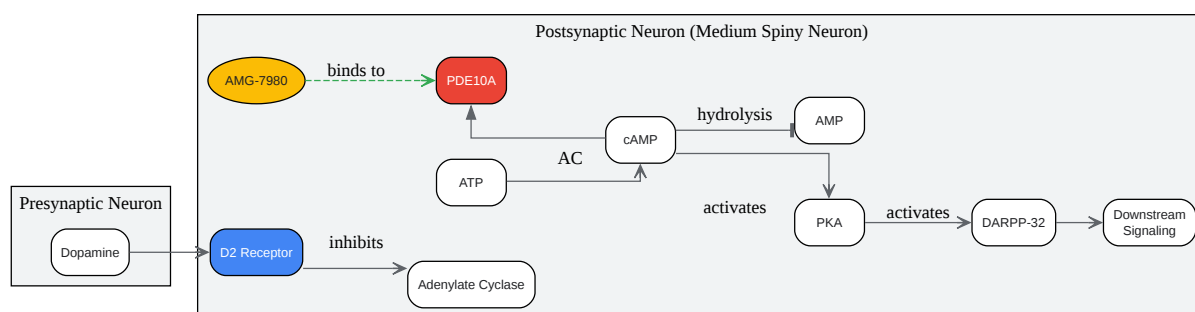 Postsynaptic Neuron (Medium Spiny Neuron)
AMG-7980
binds to
PDE10A
hydrolysis
AMP
cAMP
AC
ATP
Presynaptic Neuron
Dopamine
D2 Receptor
inhibits
Adenylate Cyclase
activates
PKA
activates
DARPP-32
Downstream
Signaling